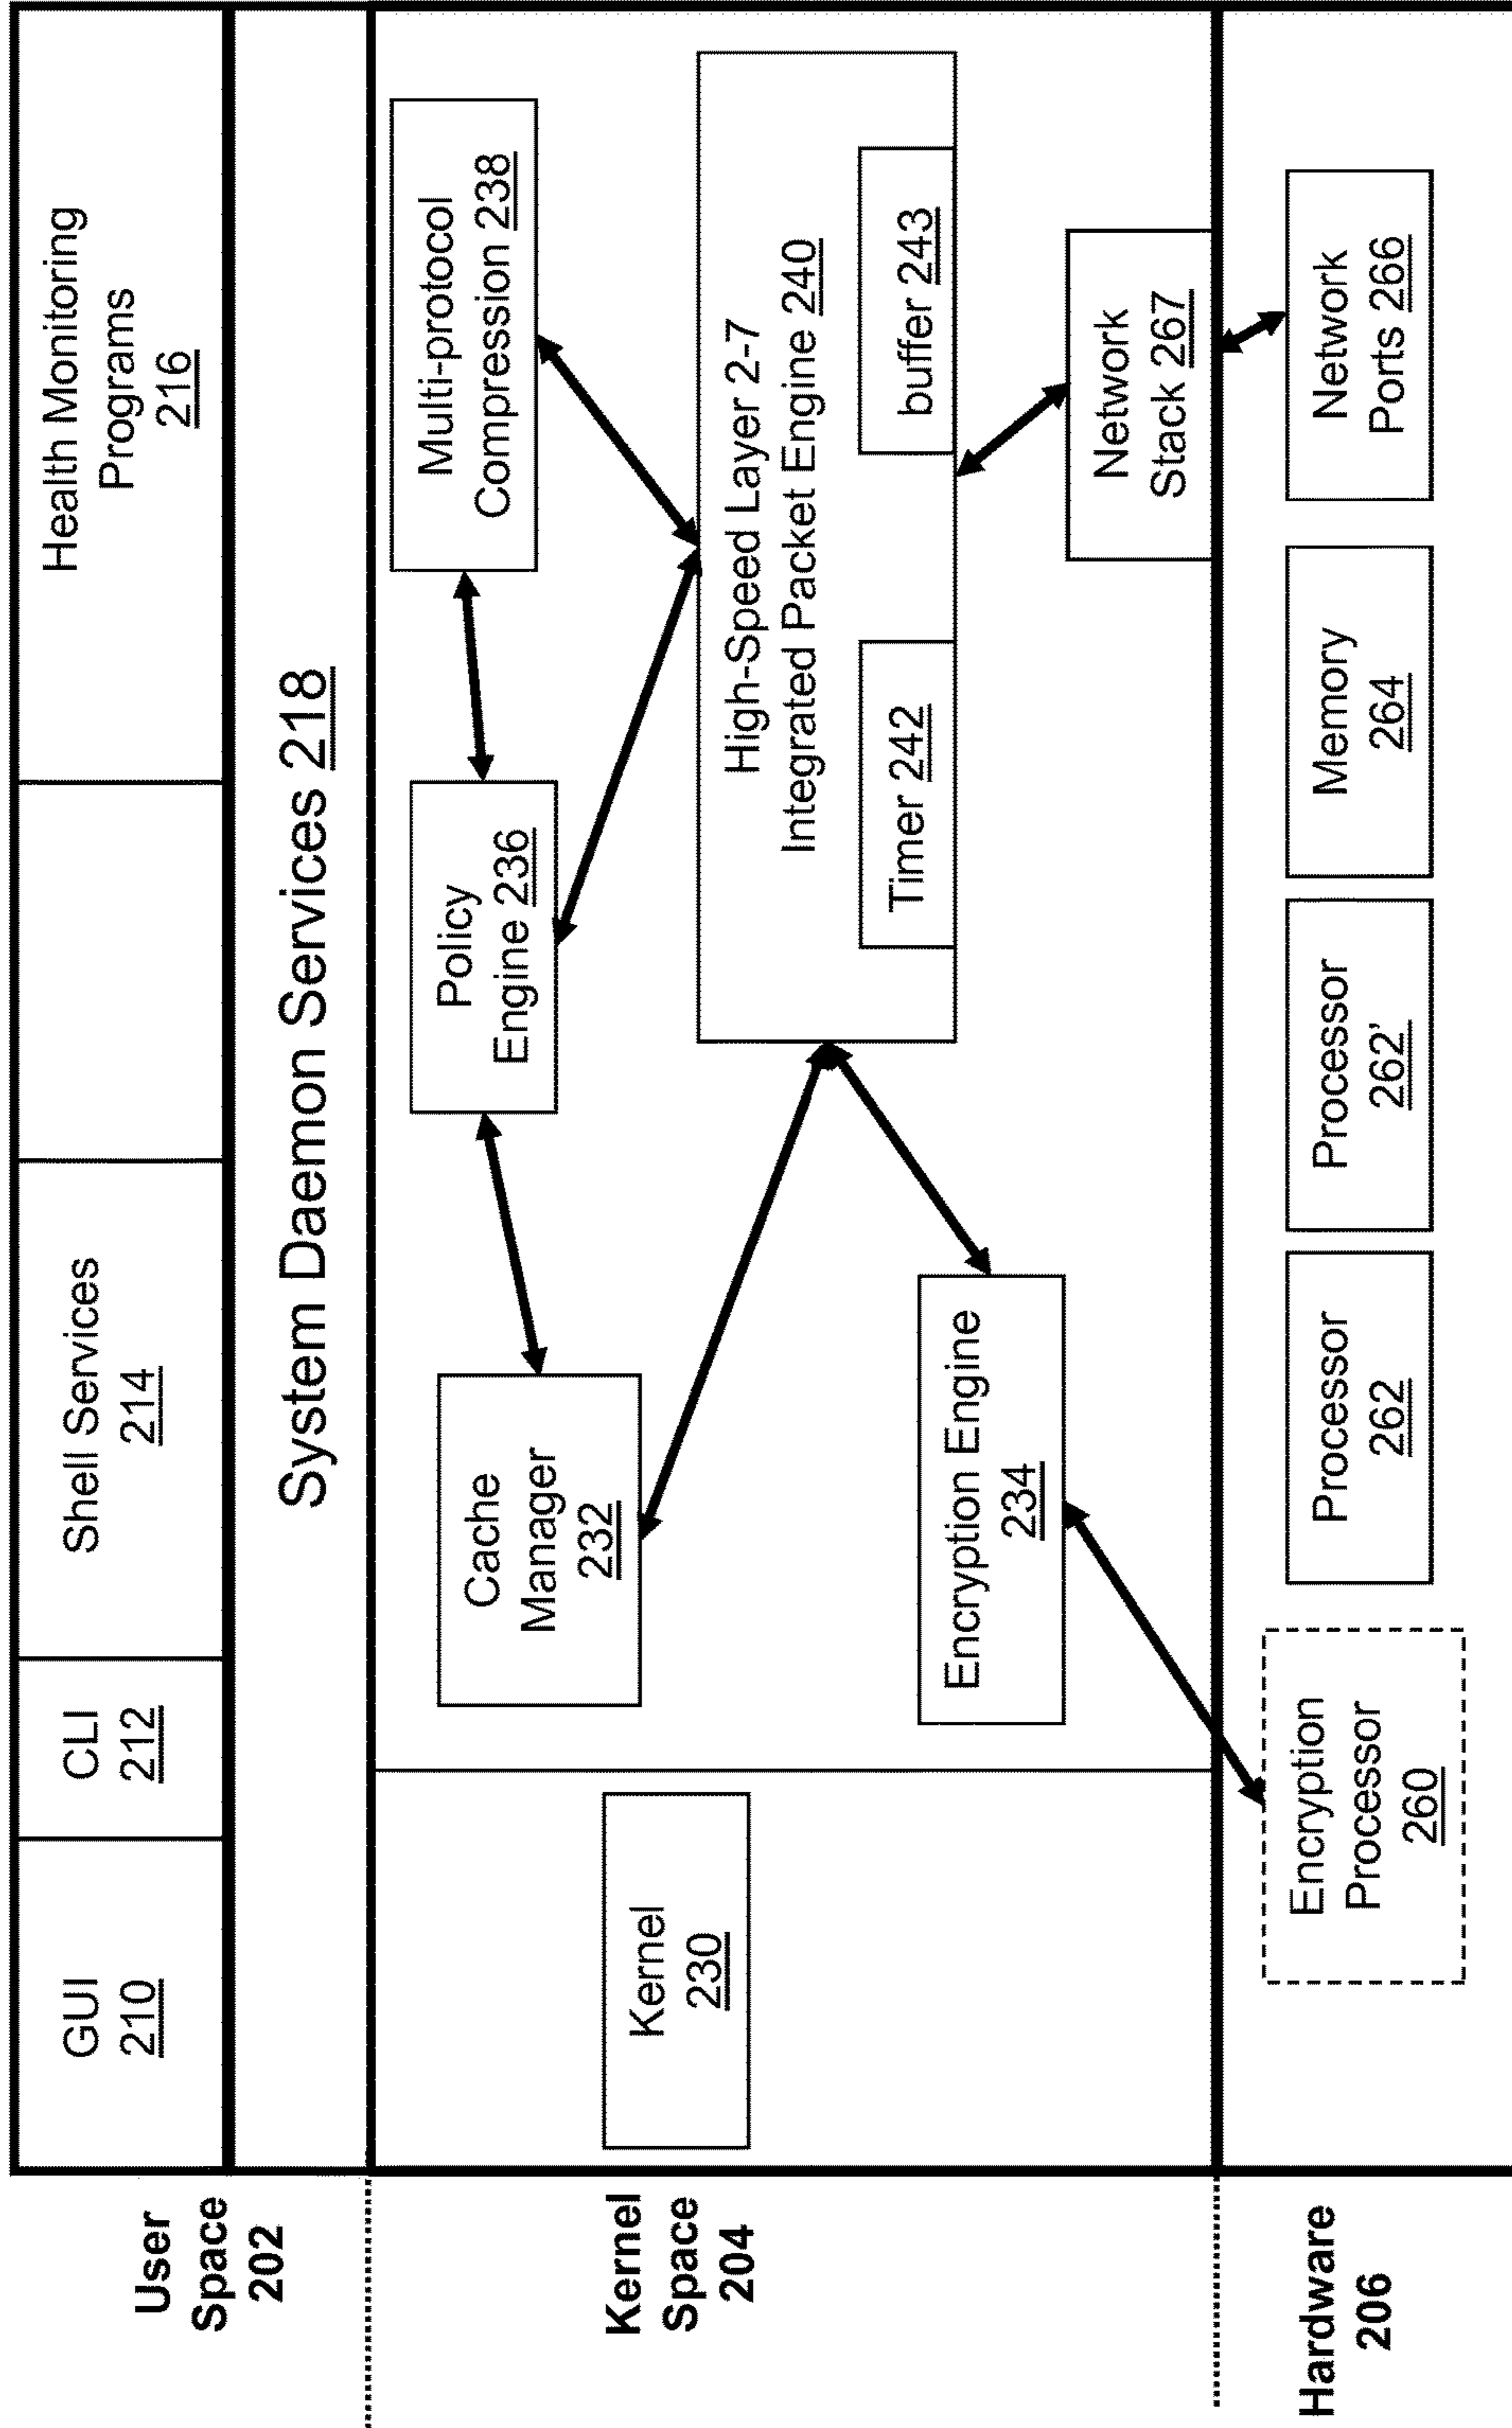 User
Space
202
GUI
210
CLI
212
Shell Services
214
Health Monitoring
Programs
216
System Daemon Services 218
Kernel
Space
204
Kernel
230
Cache
Manager
232
Policy
Engine 236
Multi-protocol
Compression 238
High-Speed Layer 2-7
Integrated Packet Engine 240
Timer 242
buffer 243
Encryption Engine
234
Network
Stack 267
Hardware
206
Encryption
Processor
260
Processor
262
Processor
262’
Memory
264
Network
Ports 266